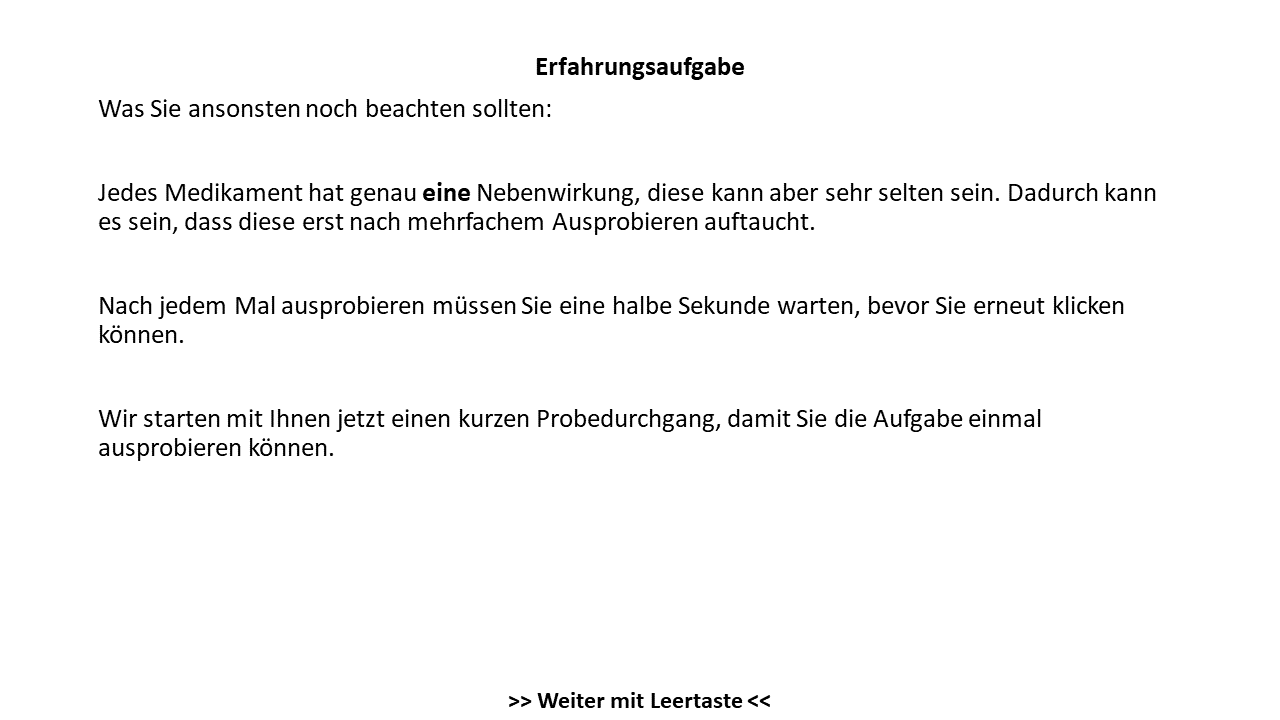 Erfahrungsaufgabe
Was Sie ansonsten noch beachten sollten:
Jedes Medikament hat genau eine Nebenwirkung, diese kann aber sehr selten sein. Dadurch kann
es sein, dass diese erst nach mehrfachem Ausprobieren auftaucht.
Nach jedem Mal ausprobieren müssen Sie eine halbe Sekunde warten, bevor Sie erneut klicken
können.
Wir starten mit Ihnen jetzt einen kurzen Probedurchgang, damit Sie die Aufgabe einmal
ausprobieren können.
>> Weiter mit Leertaste <<